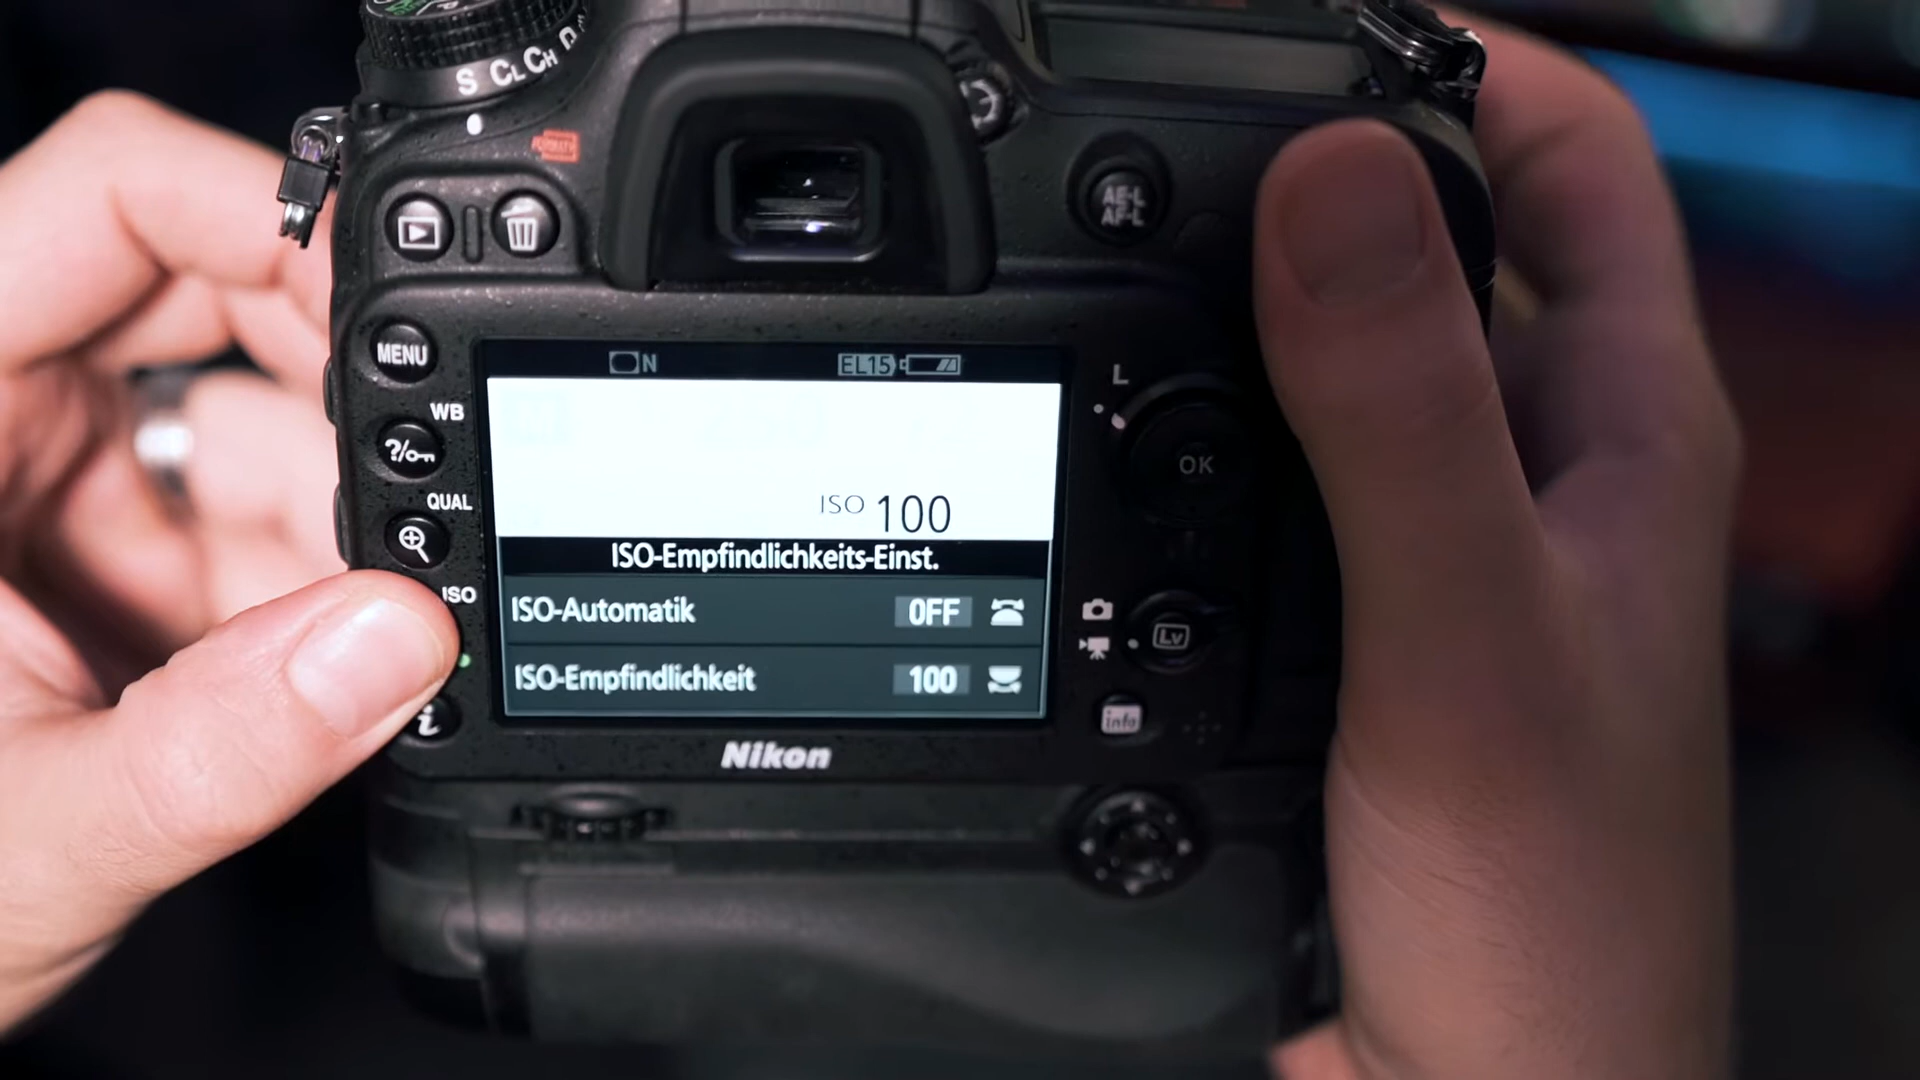 S CL CH
FORMAT
AE-L
AF-L
MENU
N
EL15
L
WB
?
QUAL
OK
ISO 100
ISO-Empfindlichkeits-Einst.
ISO
ISO-Automatik OFF
Lv
ISO-Empfindlichkeit 100
i
info
Nikon